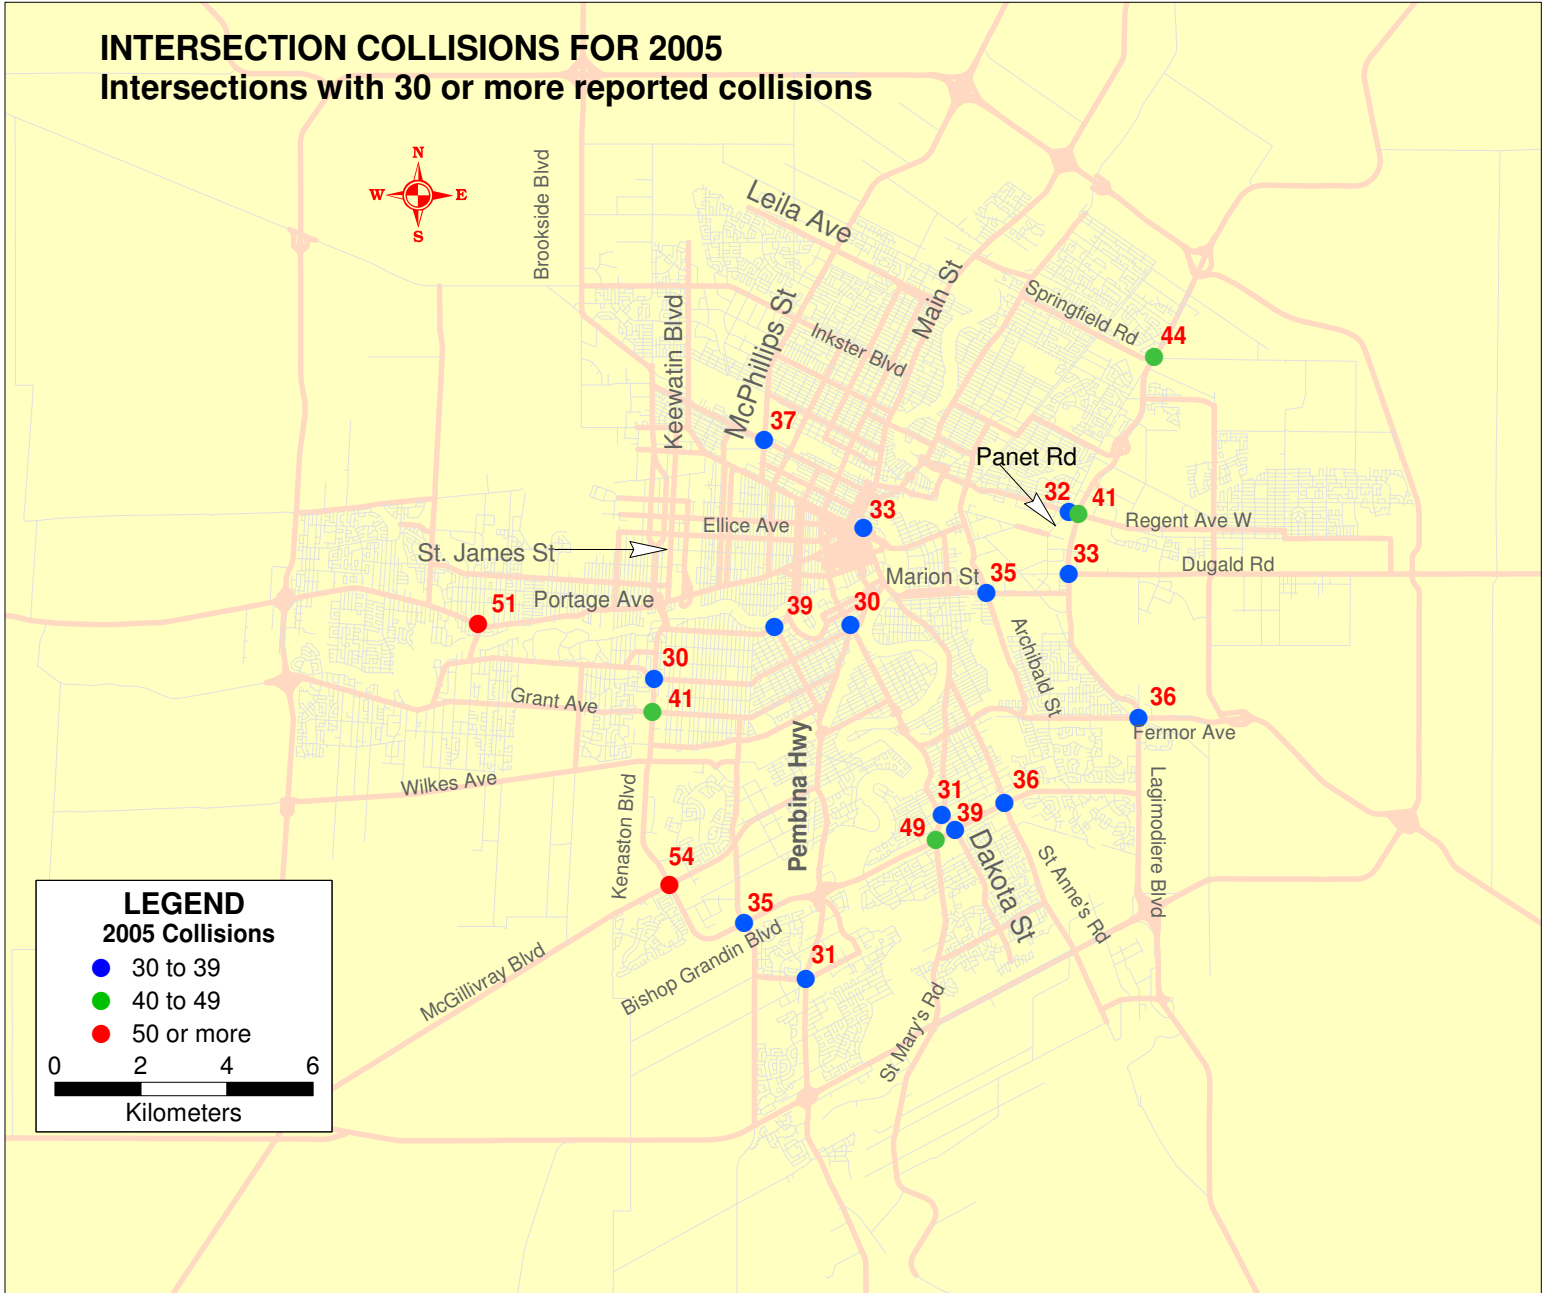 INTERSECTION COLLISIONS FOR 2005
Intersections with 30 or more reported collisions
N
W
E
S
Brookside Blvd
Leila Ave
Main St
Springfield Rd
44
Keewatin Blvd
McPhillips St
Inkster Blvd
37
Panet Rd
32
41
33
Ellice Ave
Regent Ave W
St. James St
33
Dugald Rd
Marion St
35
Portage Ave
51
39
30
Archibald St
30
Grant Ave
41
36
Fermor Ave
Pembina Hwy
Wilkes Ave
Kenaston Blvd
Lagimodiere Blvd
31
36
39
49
Dakota St
St Anne's Rd
54
35
Bishop Grandin Blvd
McGillivray Blvd
31
St Mary's Rd
LEGEND
2005 Collisions
30 to 39
40 to 49
50 or more
0 2 4 6
Kilometers